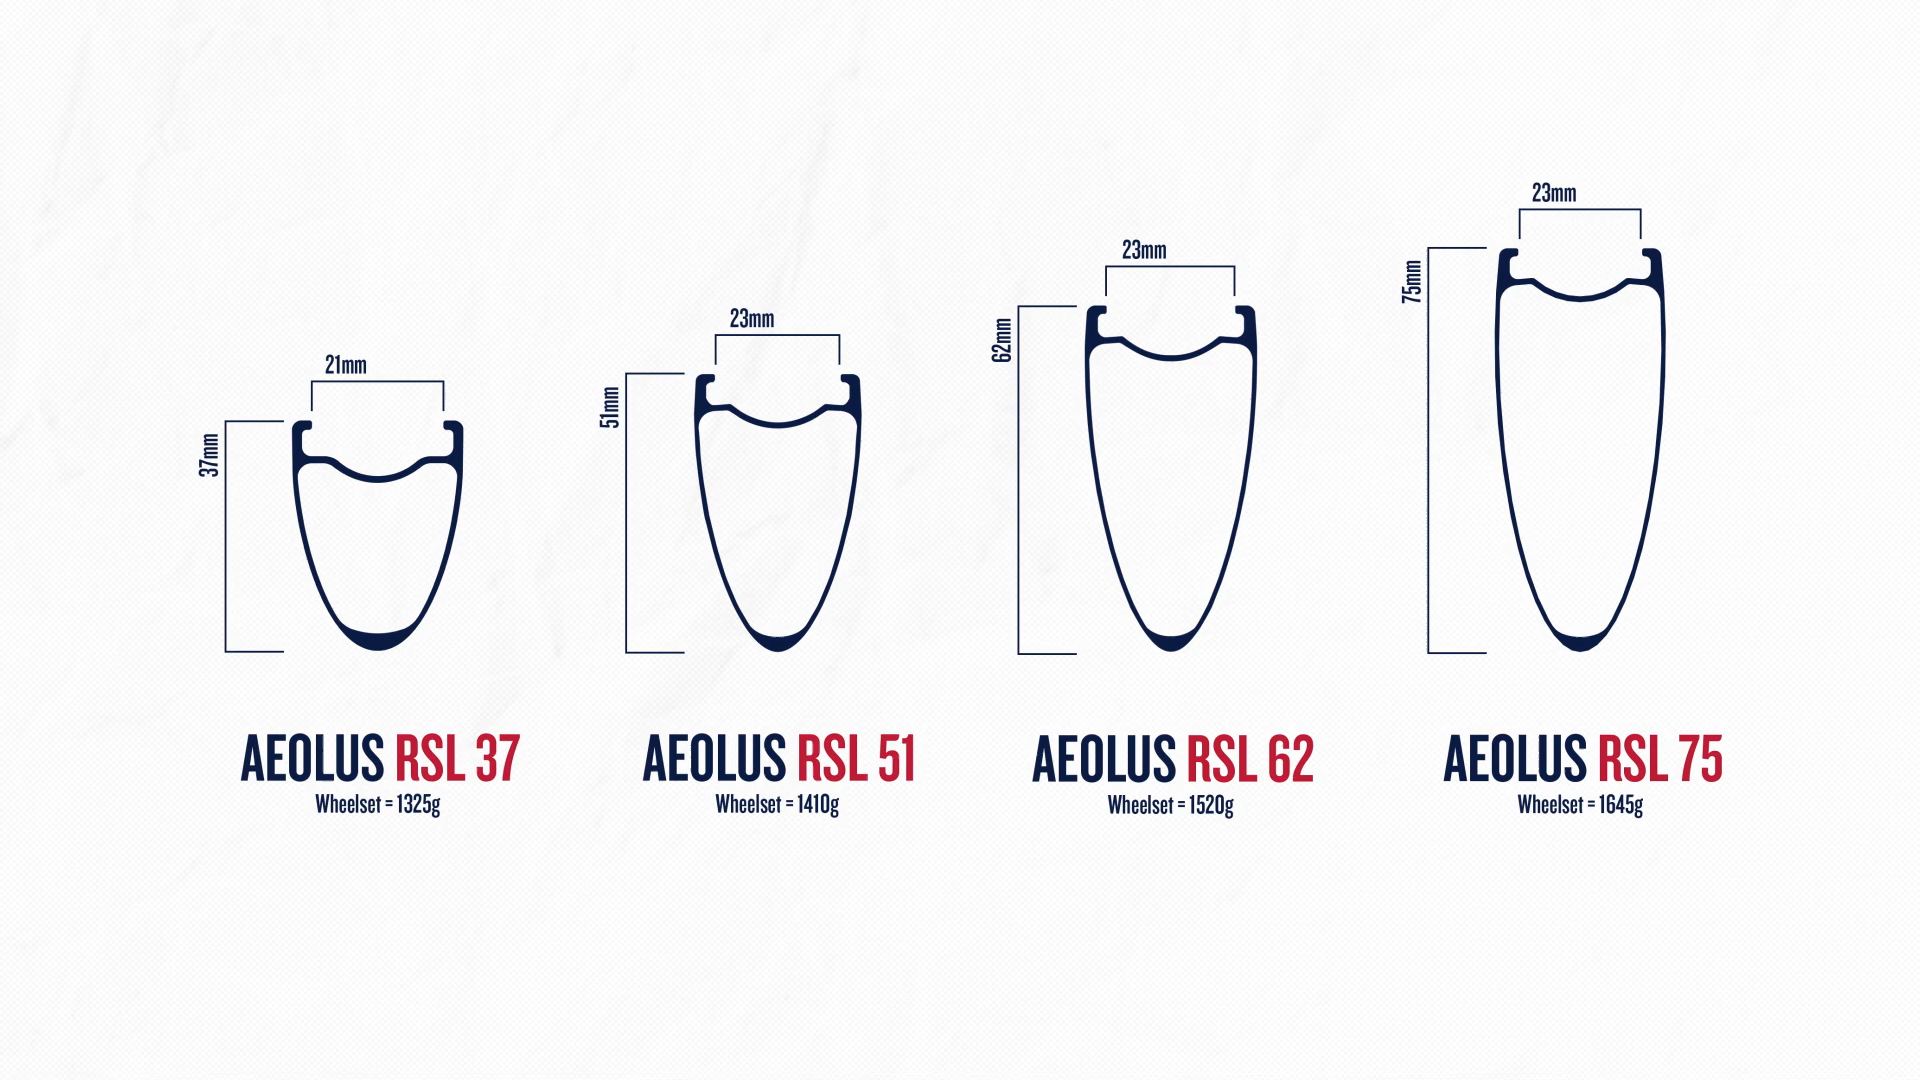 21mm
37mm
AEOLUS RSL 37
Wheelset = 1325g
23mm
51mm
AEOLUS RSL 51
Wheelset = 1410g
23mm
62mm
AEOLUS RSL 62
Wheelset = 1520g
23mm
75mm
AEOLUS RSL 75
Wheelset = 1645g